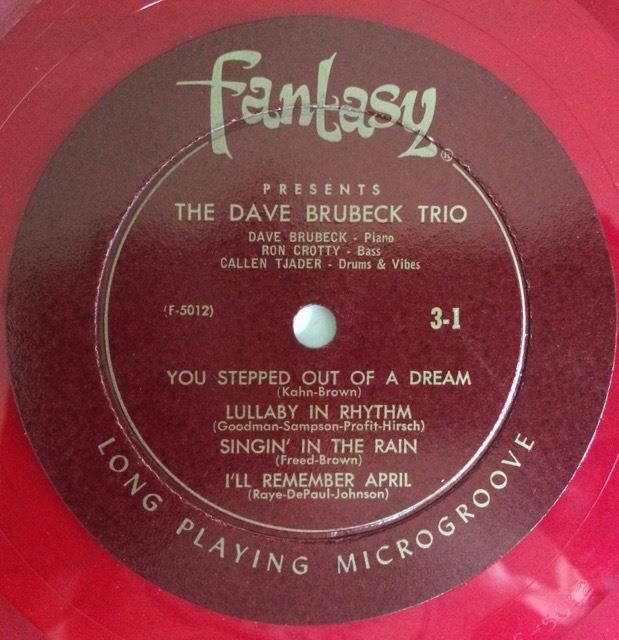 Fantasy®
PRESENTS
THE DAVE BRUBECK TRIO
DAVE BRUBECK - Piano
RON CROTTY - Bass
CALLEN TJADER - Drums & Vibes
(F-5012)
3-1
YOU STEPPED OUT OF A DREAM
(Kahn-Brown)
LULLABY IN RHYTHM
(Goodman-Sampson-Profit-Hirsch)
SINGIN' IN THE RAIN
(Freed-Brown)
I'LL REMEMBER APRIL
(Raye-DePaul-Johnson)
LONG PLAYING MICROGROOVE